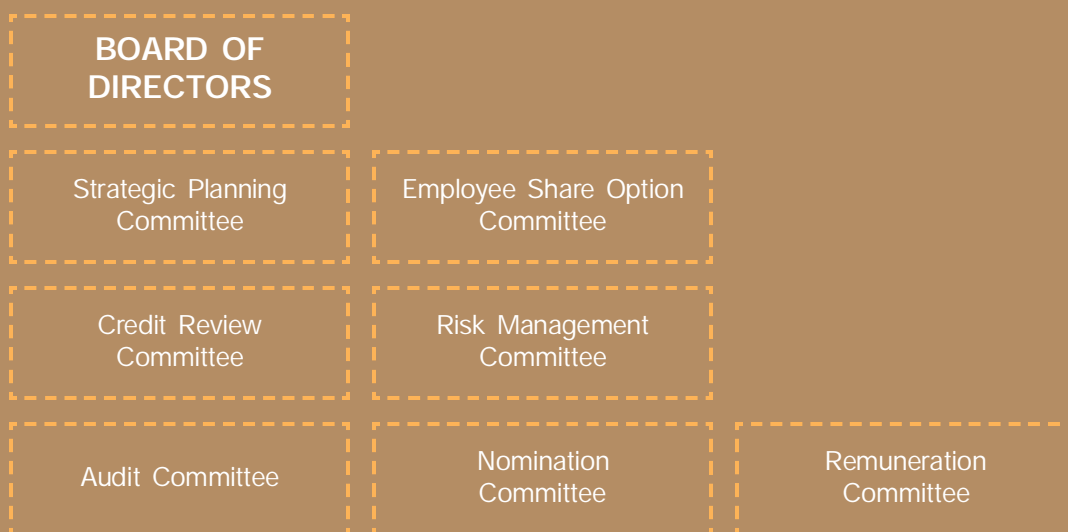 BOARD OF
DIRECTORS
Strategic Planning
Committee
Employee Share Option
Committee
Credit Review
Committee
Risk Management
Committee
Audit Committee
Nomination
Committee
Remuneration
Committee